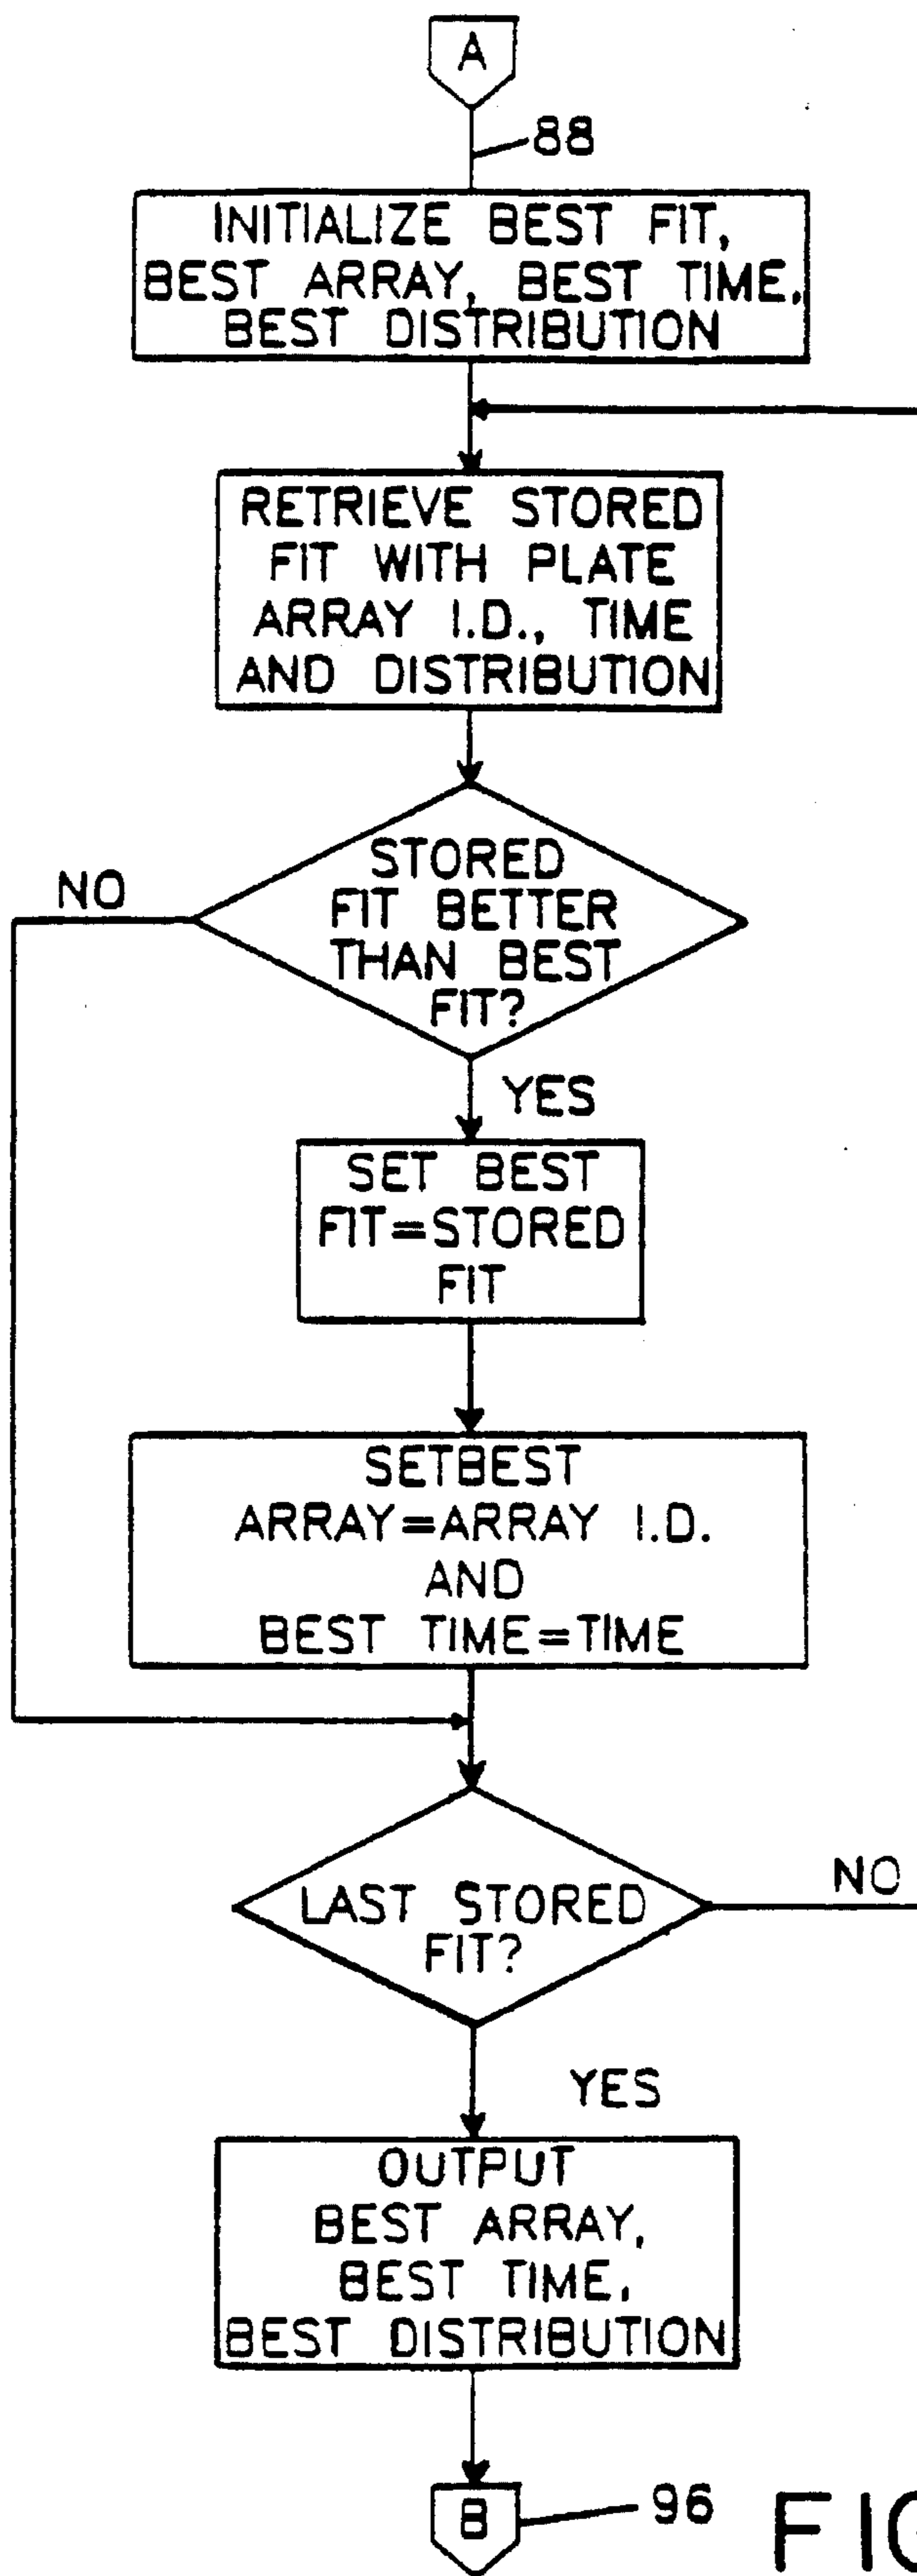 A
88
INITIALIZE BEST FIT,
BEST ARRAY, BEST TIME,
BEST DISTRIBUTION
RETRIEVE STORED
FIT WITH PLATE
ARRAY I.D., TIME
AND DISTRIBUTION
STORED
FIT BETTER
THAN BEST
FIT?
NO
YES
SET BEST
FIT=STORED
FIT
SETBEST
ARRAY=ARRAY I.D.
AND
BEST TIME=TIME
LAST STORED
FIT?
NO
YES
OUTPUT
BEST ARRAY,
BEST TIME,
BEST DISTRIBUTION
B
96